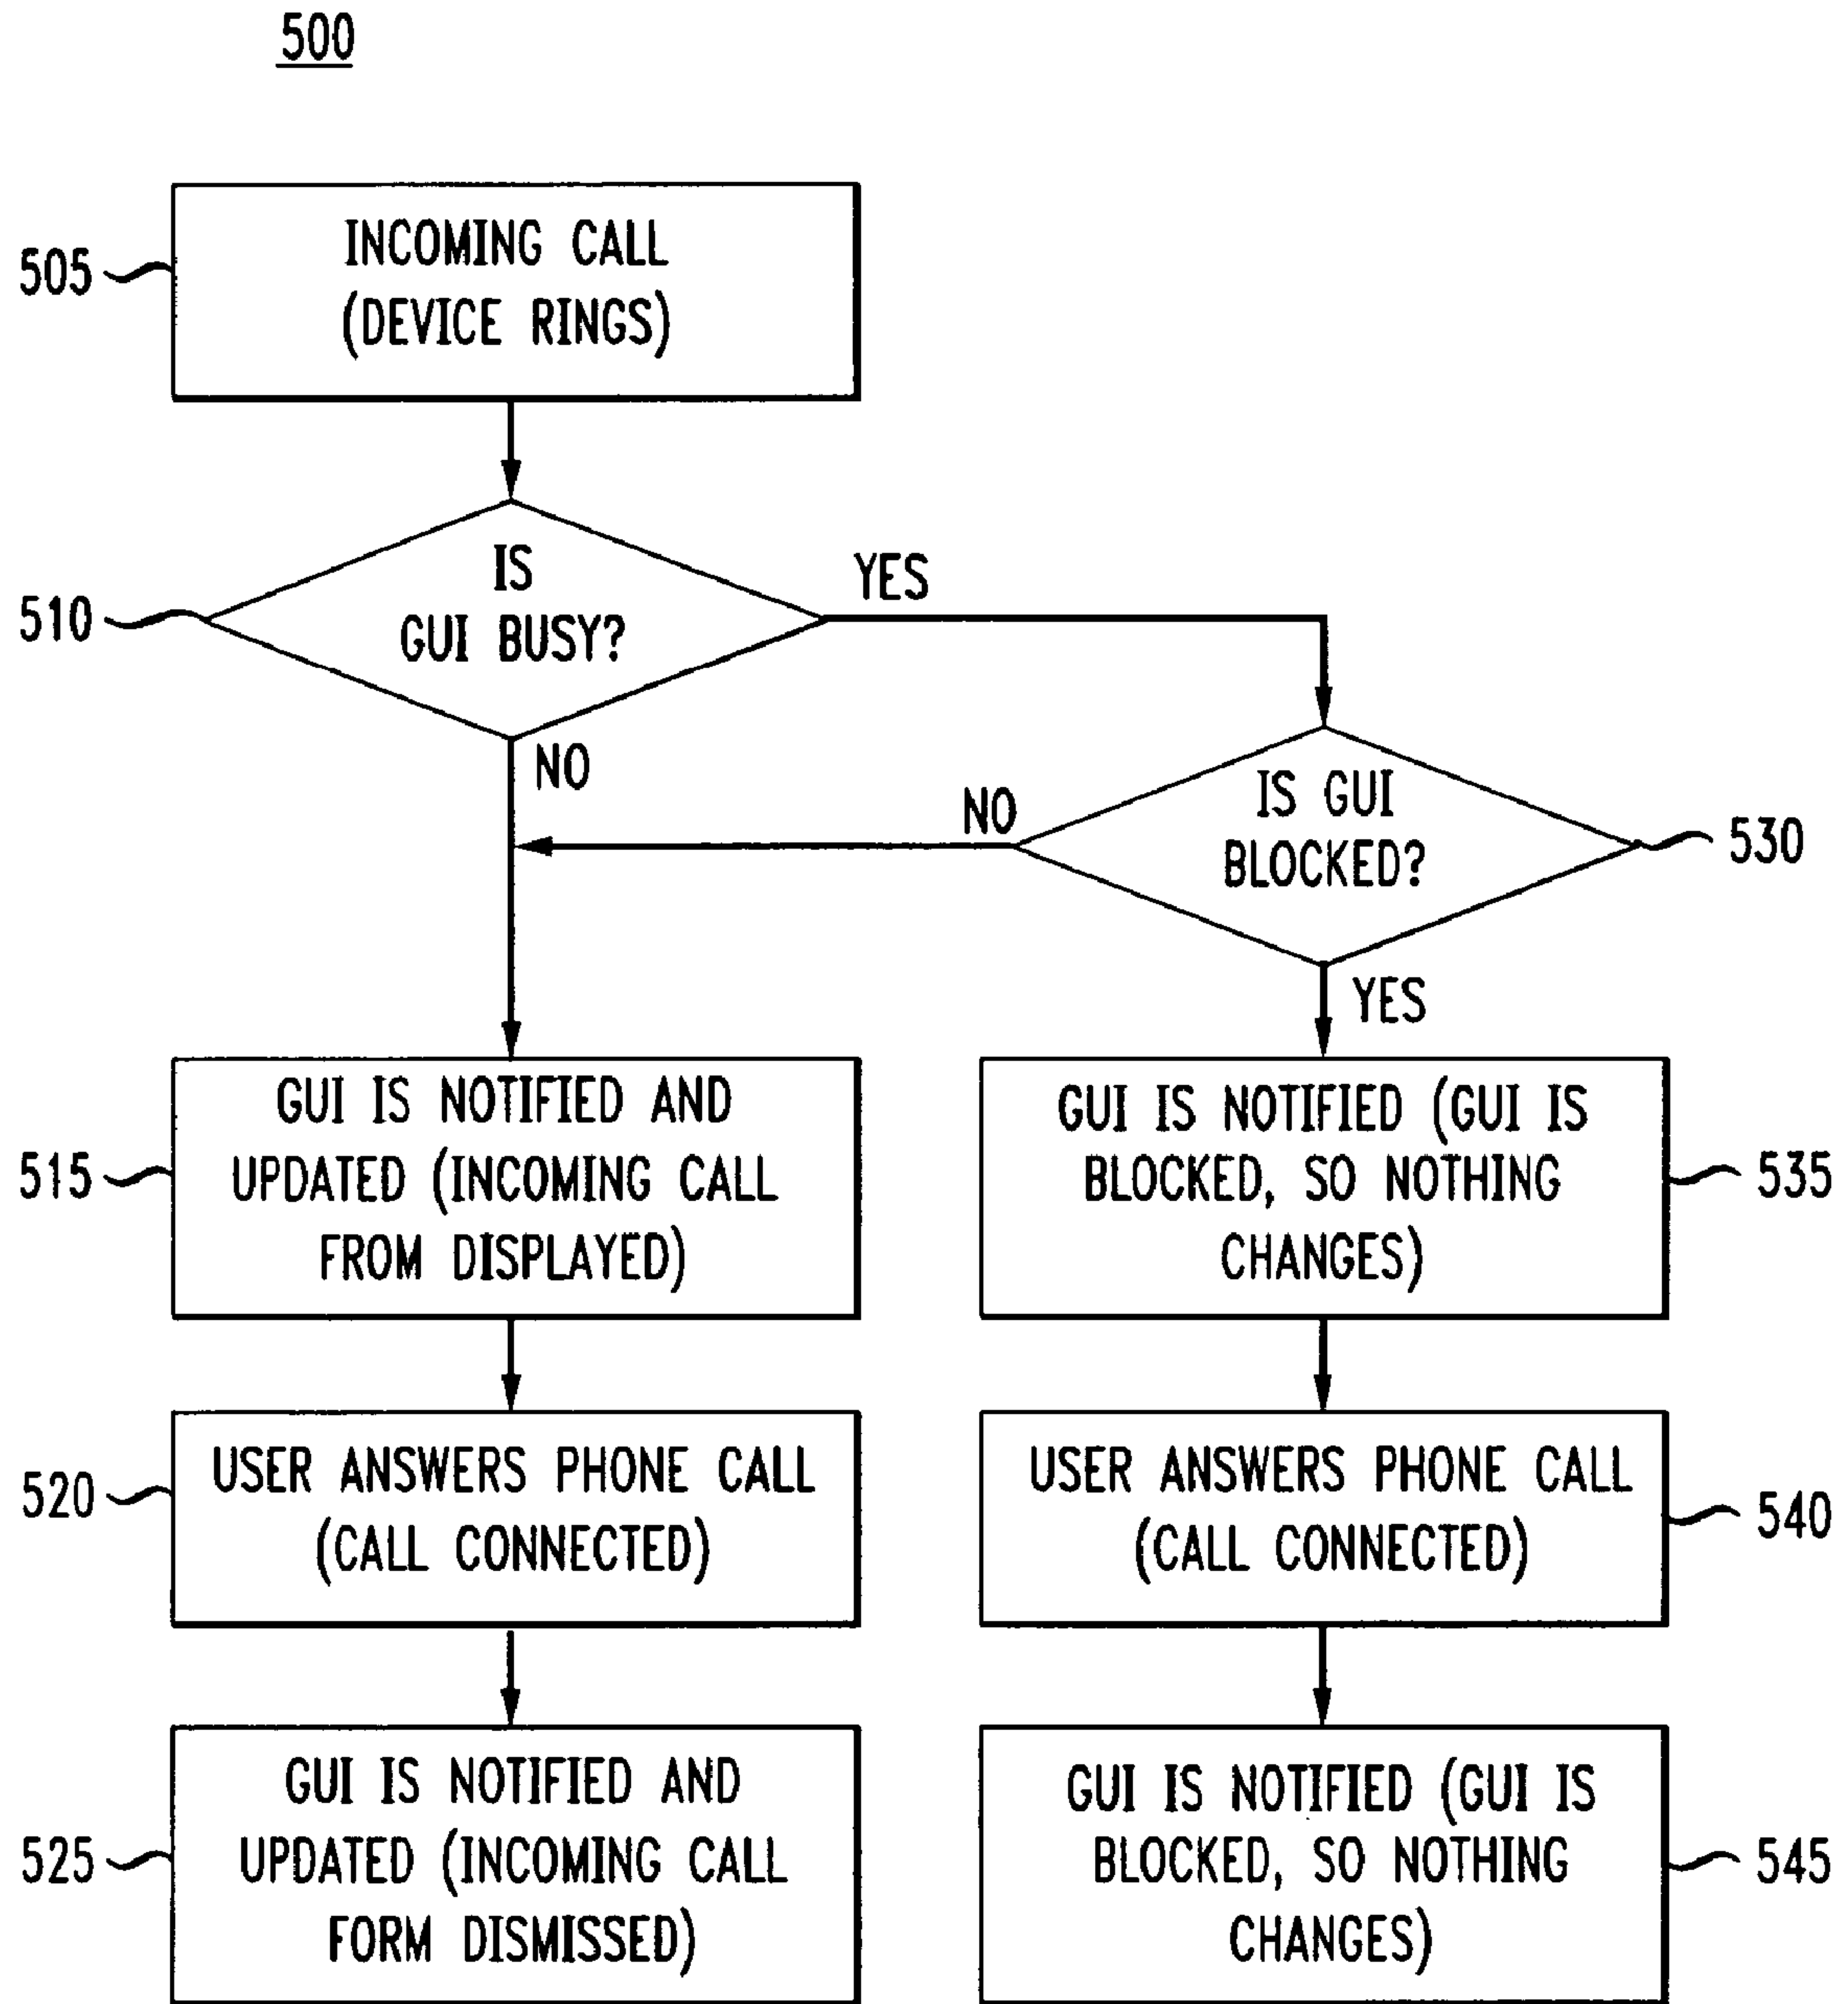 500
505
INCOMING CALL
(DEVICE RINGS)
510
IS
GUI BUSY?
YES
NO
NO
IS GUI
BLOCKED?
530
YES
515
GUI IS NOTIFIED AND
UPDATED (INCOMING CALL
FROM DISPLAYED)
GUI IS NOTIFIED (GUI IS
BLOCKED, SO NOTHING
CHANGES)
535
520
USER ANSWERS PHONE CALL
(CALL CONNECTED)
USER ANSWERS PHONE CALL
(CALL CONNECTED)
540
525
GUI IS NOTIFIED AND
UPDATED (INCOMING CALL
FORM DISMISSED)
GUI IS NOTIFIED (GUI IS
BLOCKED, SO NOTHING
CHANGES)
545